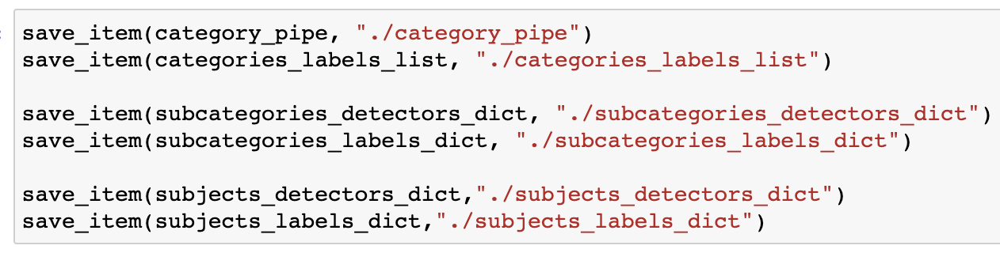 save_item(category_pipe, "./category_pipe")
save_item(categories_labels_list, "./categories_labels_list")
save_item(subcategories_detectors_dict, "./subcategories_detectors_dict")
save_item(subcategories_labels_dict, "./subcategories_labels_dict")
save_item(subjects_detectors_dict,"./subjects_detectors_dict")
save_item(subjects_labels_dict,"./subjects_labels_dict")